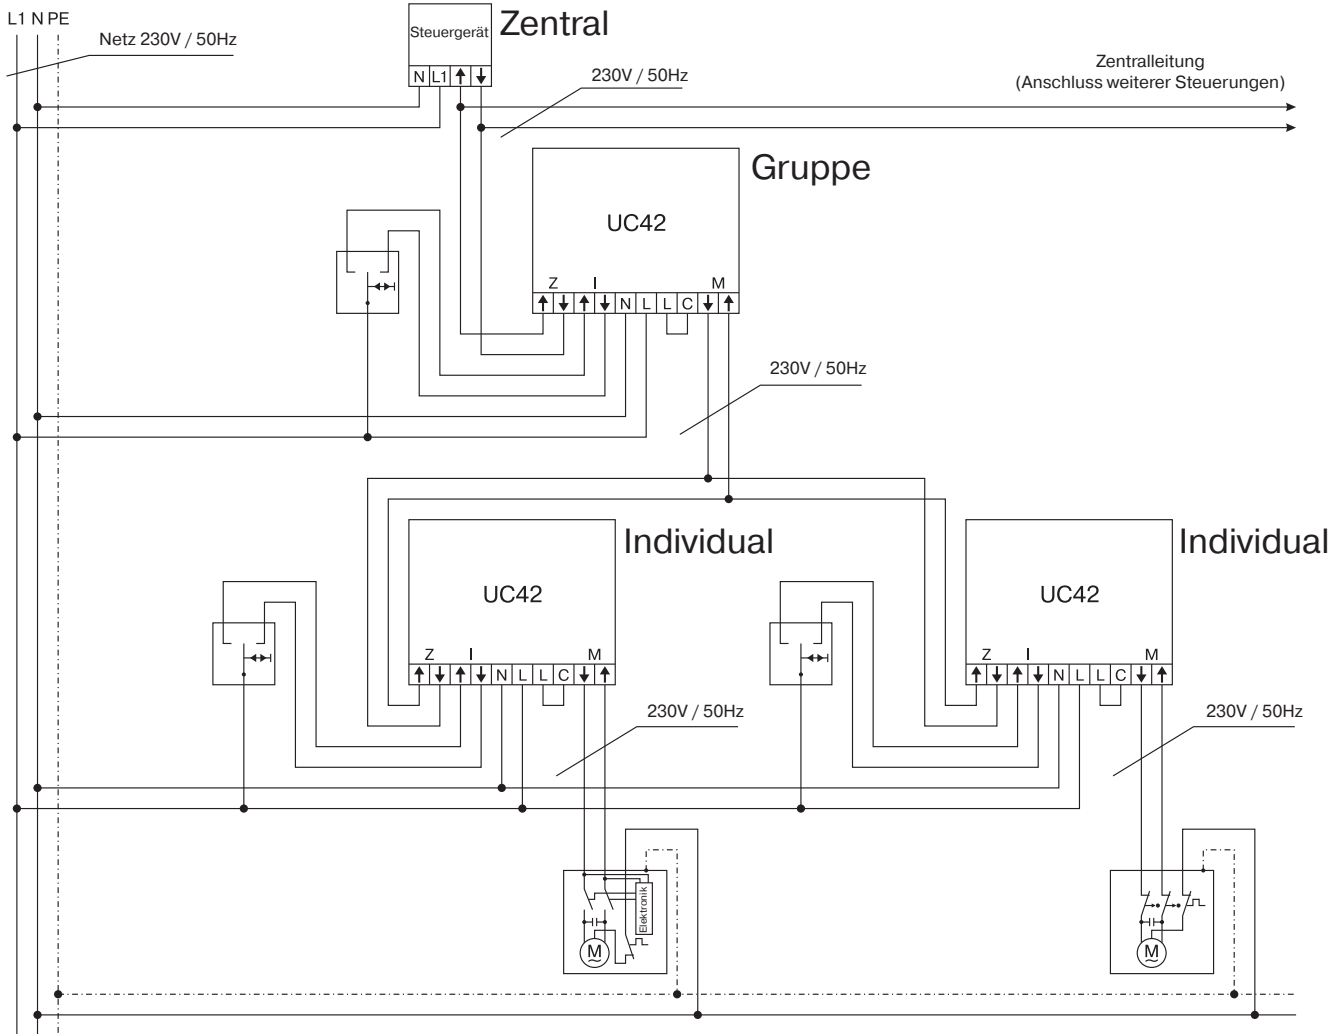 L1 N PE
Netz 230V / 50Hz
Steuergerät
Zentral
N L1
230V / 50Hz
Zentralleitung
(Anschluss weiterer Steuerungen)
Gruppe
UC42
Z I M
N L L C
230V / 50Hz
Individual
UC42
Z I M
N L L C
230V / 50Hz
Individual
UC42
Z I M
N L L C
230V / 50Hz
Elektronik
M
M